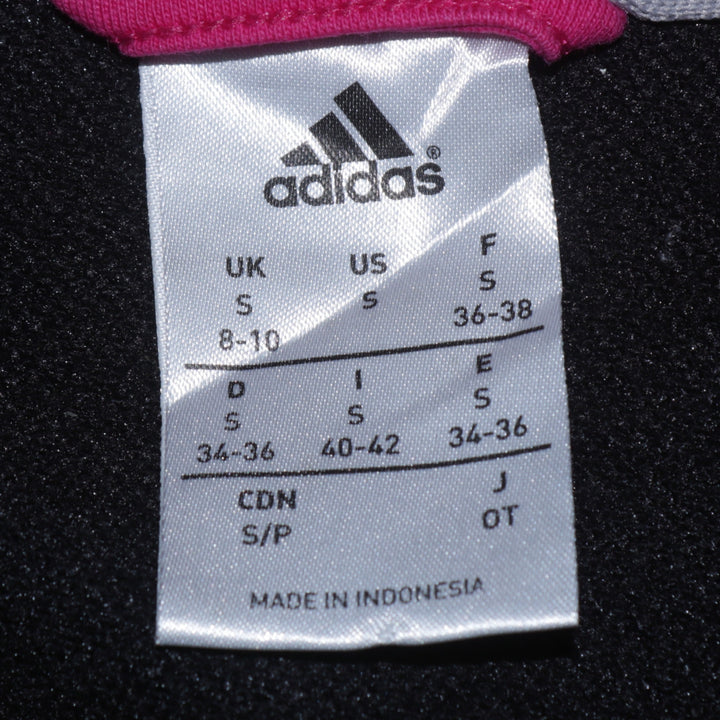 adidas®
UK US F
S S S
8-10 36-38
D I E
S S S
34-36 40-42 34-36
CDN J
S/P OT
MADE IN INDONESIA